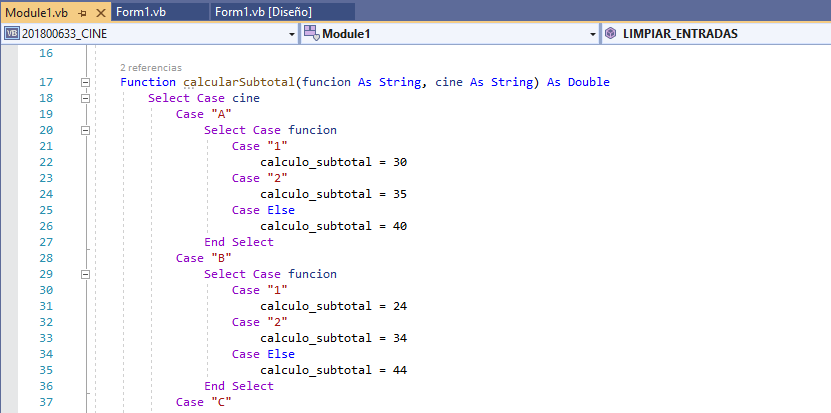 Module1.vb Form1.vb Form1.vb [Diseño]
VB 201800633_CINE Module1 LIMPIAR_ENTRADAS
16
2 referencias
17 Function calcularSubtotal(funcion As String, cine As String) As Double
18 Select Case cine
19 Case "A"
20 Select Case funcion
21 Case "1"
22 calculo_subtotal = 30
23 Case "2"
24 calculo_subtotal = 35
25 Case Else
26 calculo_subtotal = 40
27 End Select
28 Case "B"
29 Select Case funcion
30 Case "1"
31 calculo_subtotal = 24
32 Case "2"
33 calculo_subtotal = 34
34 Case Else
35 calculo_subtotal = 44
36 End Select
37 Case "C"